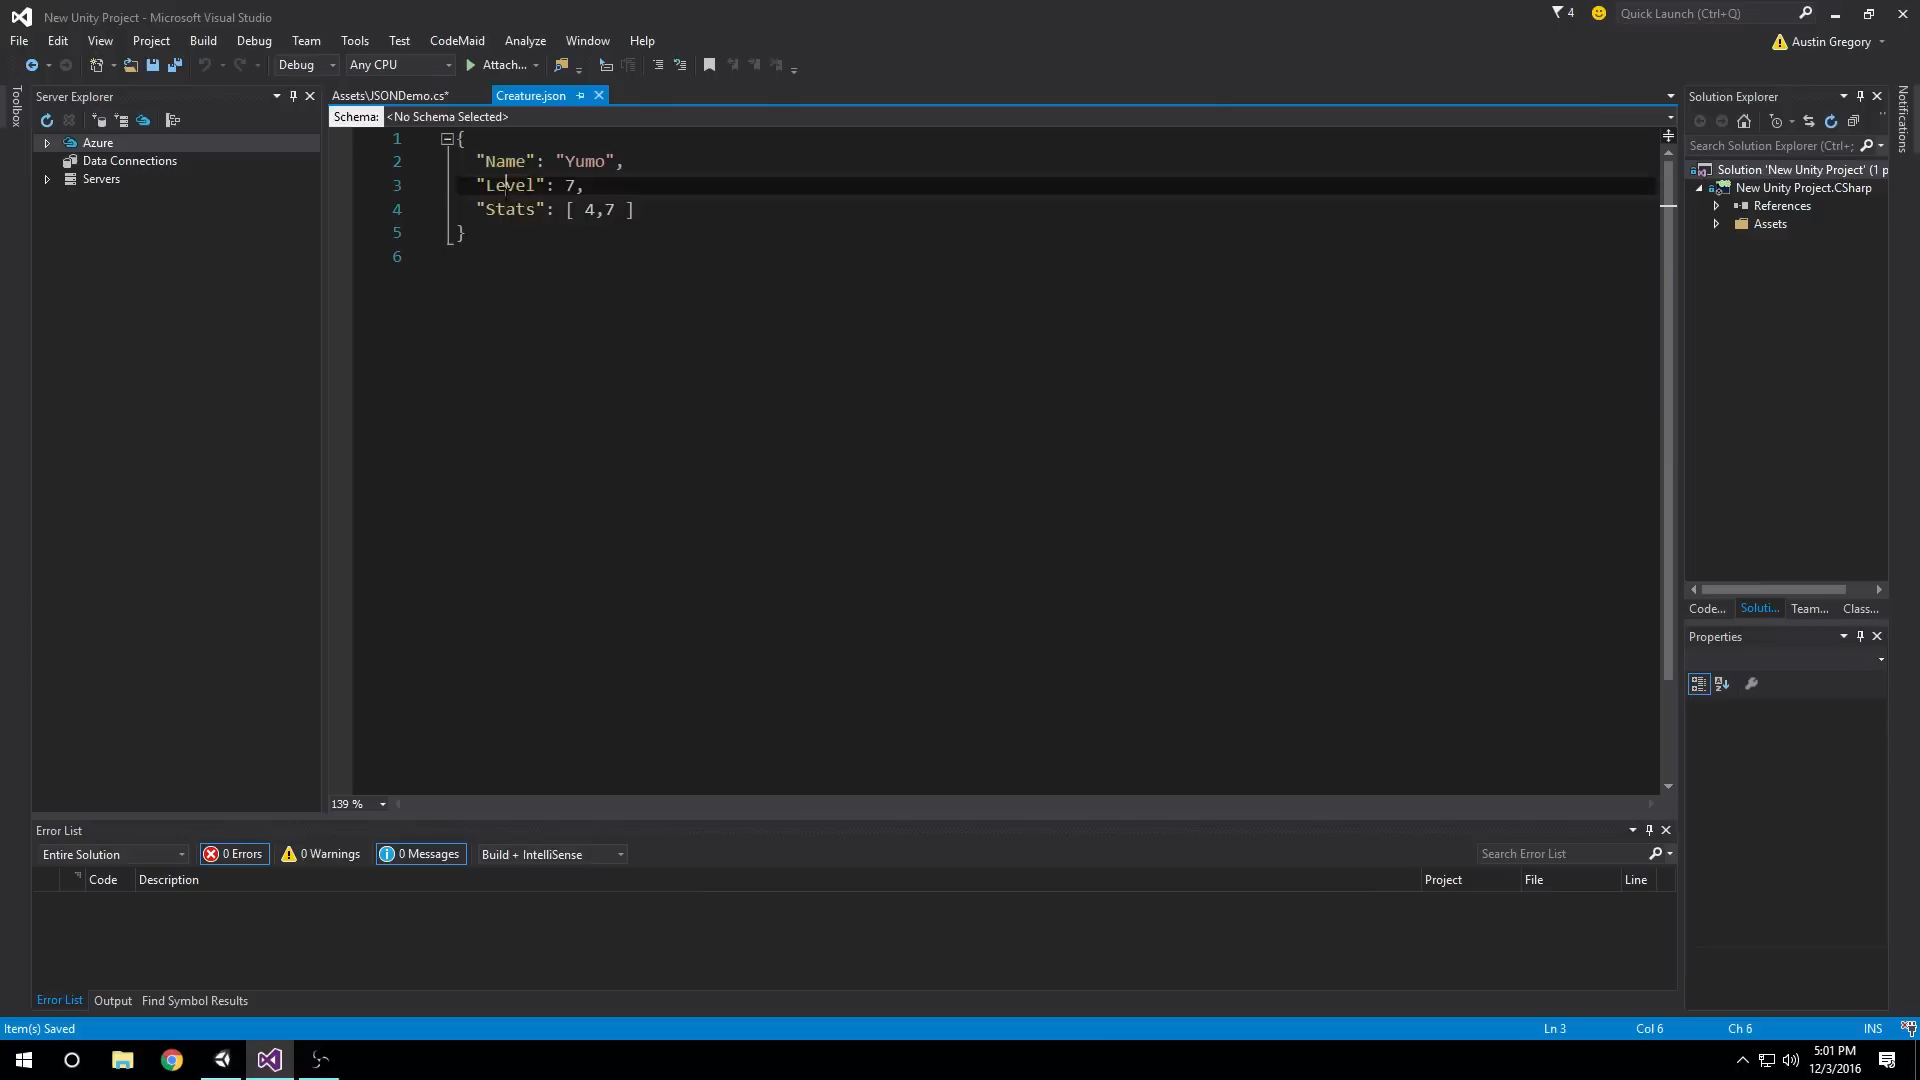 New Unity Project - Microsoft Visual Studio
4
Quick Launch (Ctrl+Q)
File Edit View Project Build Debug Team Tools Test CodeMaid Analyze Window Help
Austin Gregory
Debug Any CPU Attach...
Toolbox
Server Explorer
Azure
Data Connections
Servers
Assets\JSONDemo.cs* Creature.json
Schema: <No Schema Selected>
1 {
2 "Name": "Yumo",
3 "Level": 7,
4 "Stats": [ 4,7 ]
5 }
6
139 %
Solution Explorer
Search Solution Explorer (Ctrl+;
Solution 'New Unity Project' (1 p
New Unity Project.CSharp
References
Assets
Code... Soluti... Team... Class...
Properties
Notifications
Error List
Entire Solution 0 Errors 0 Warnings 0 Messages Build + IntelliSense Search Error List
Code Description Project File Line
Error List Output Find Symbol Results
Item(s) Saved Ln 3 Col 6 Ch 6 INS
5:01 PM
12/3/2016